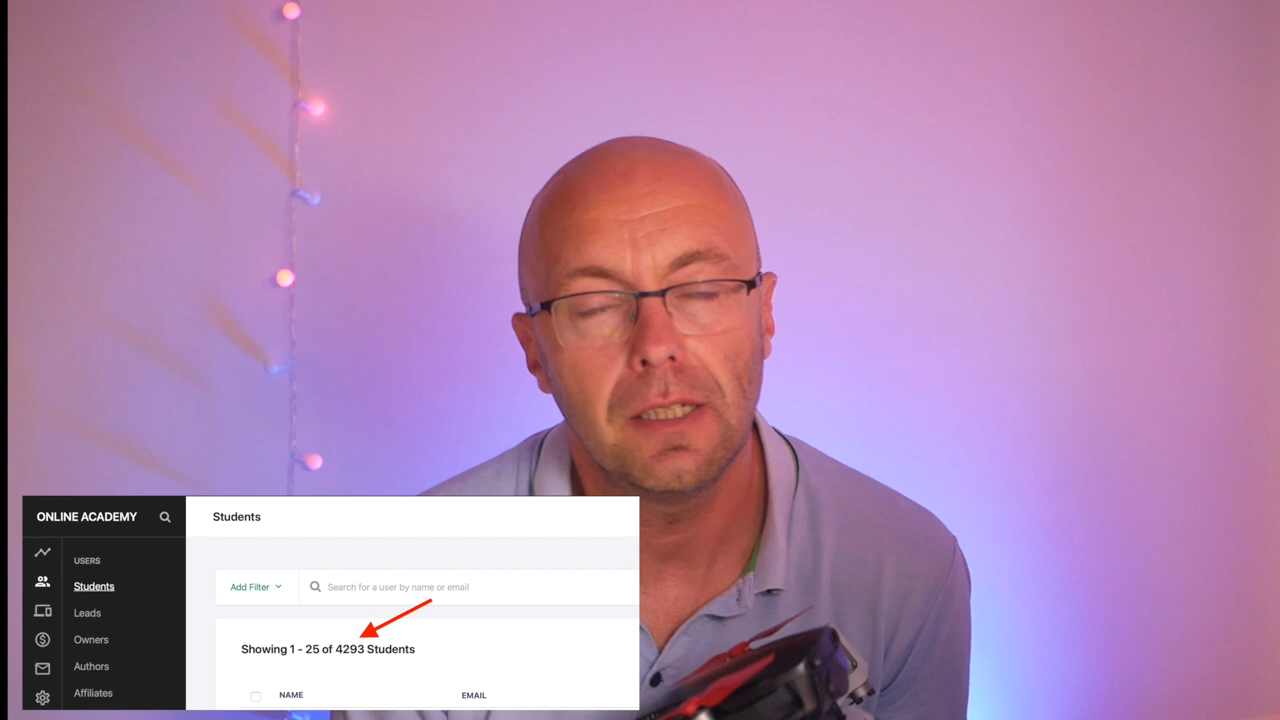 ONLINE ACADEMY
USERS
Students
Leads
Owners
Authors
Affiliates
Students
Add Filter
Search for a user by name or email
Showing 1 - 25 of 4293 Students
NAME
EMAIL